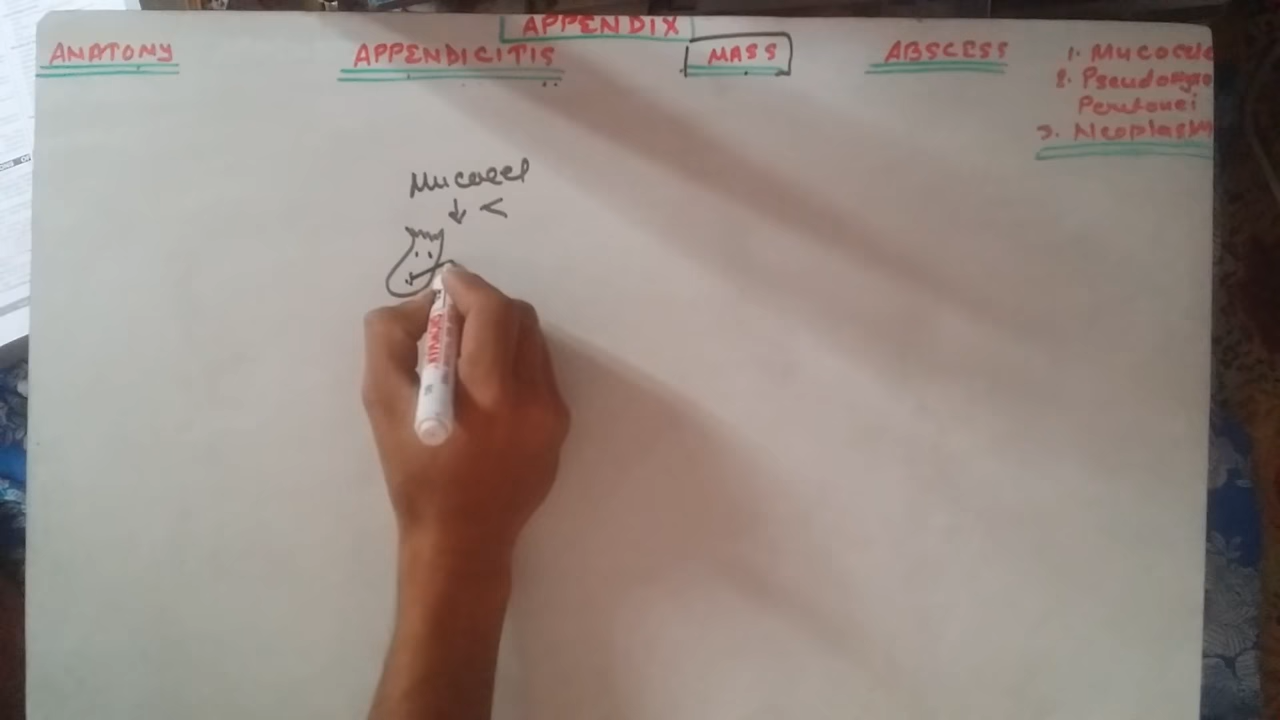 APPENDIX
ANATOMY APPENDICITIS MASS ABSCESS
1. Mucocele
2. Pseudomyxo
Peritonei
3. Neoplasm
Mucocel